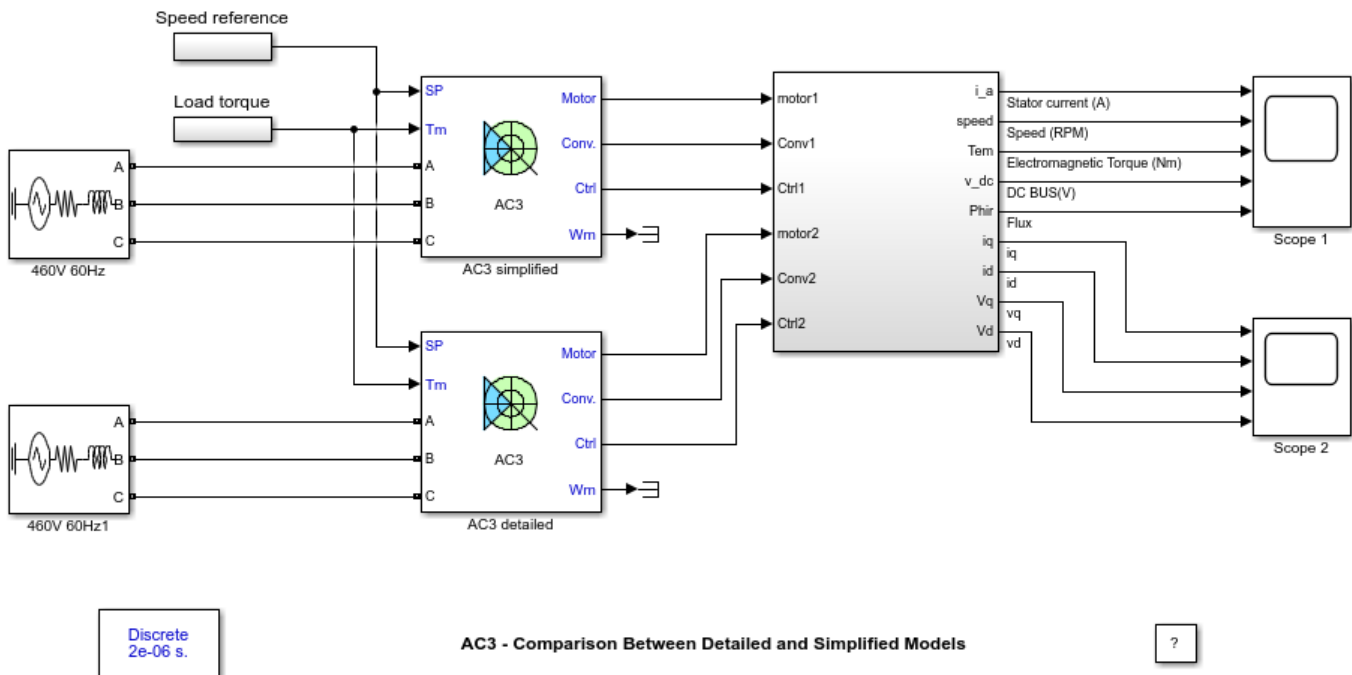 Speed reference
Load torque
A
B
C
460V 60Hz
SP
Tm
A
B
C
Motor
Conv.
Ctrl
Wm
AC3
AC3 simplified
A
B
C
460V 60Hz1
SP
Tm
A
B
C
Motor
Conv.
Ctrl
Wm
AC3
AC3 detailed
motor1
Conv1
Ctrl1
motor2
Conv2
Ctrl2
i_a
speed
Tem
v_dc
Phir
iq
id
Vq
Vd
Stator current (A)
Speed (RPM)
Electromagnetic Torque (Nm)
DC BUS(V)
Flux
iq
id
vq
vd
Scope 1
Scope 2
Discrete
2e-06 s.
AC3 - Comparison Between Detailed and Simplified Models
?